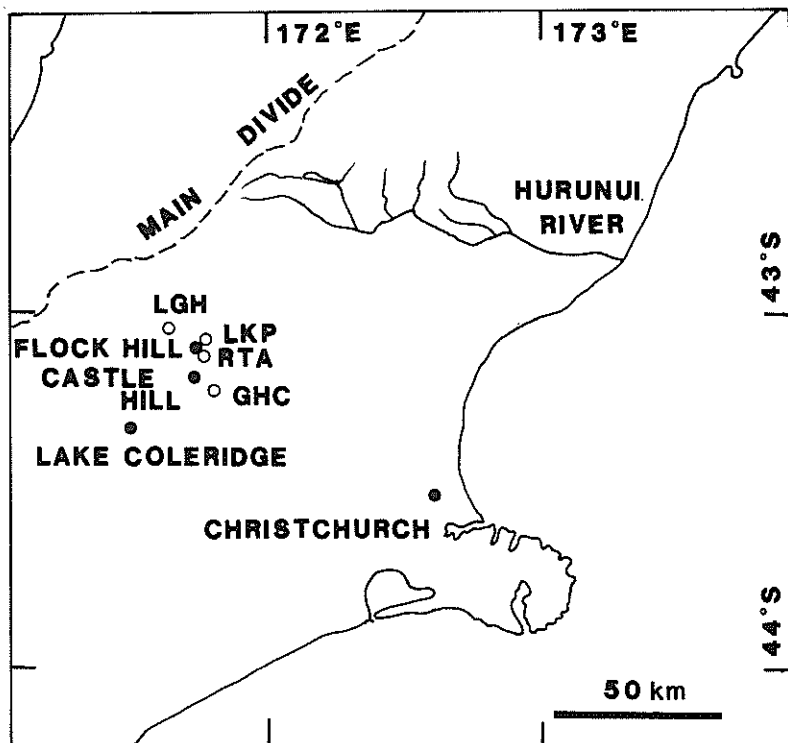 172°E
173°E
MAIN DIVIDE
HURUNUI
RIVER
43°S
LGH
LKP
FLOCK HILL
RTA
CASTLE
HILL
GHC
LAKE COLERIDGE
CHRISTCHURCH
44°S
50 km